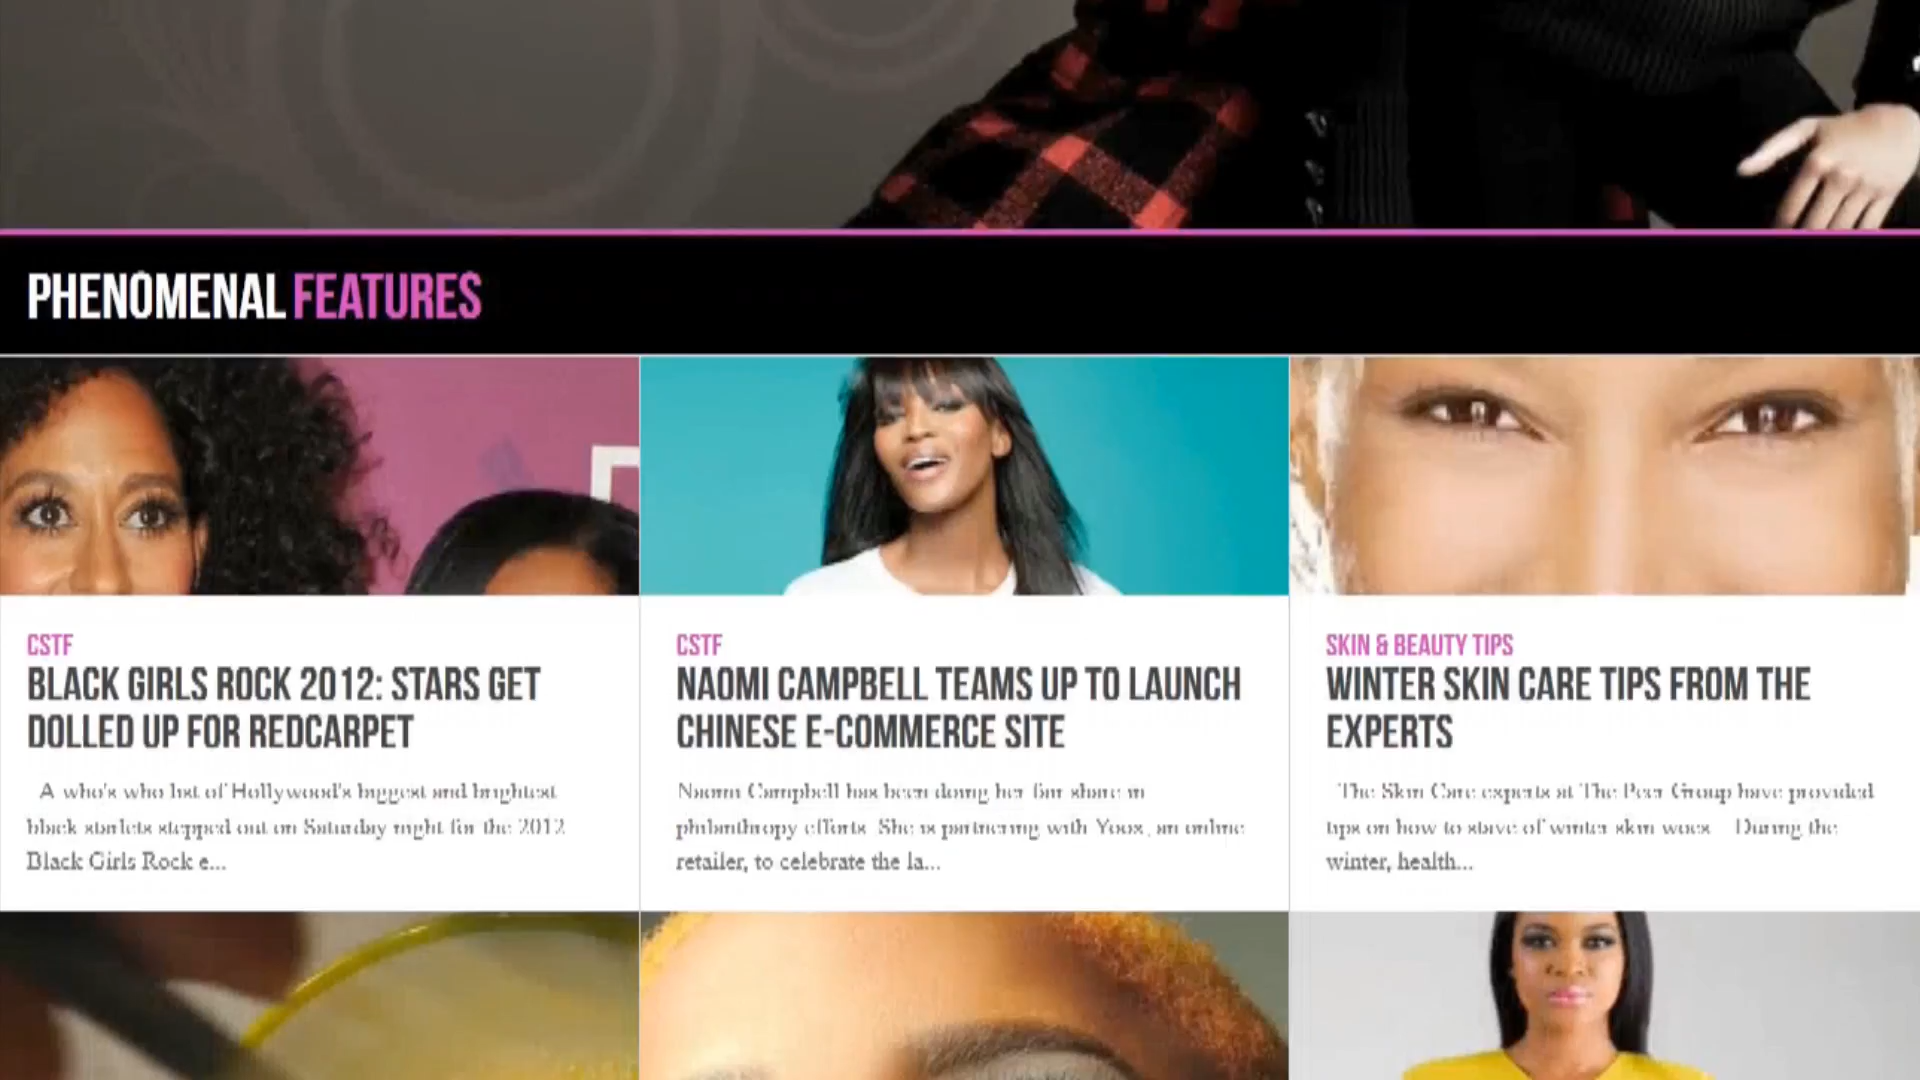 PHENOMENAL FEATURES
CSTF
BLACK GIRLS ROCK 2012: STARS GET
DOLLED UP FOR REDCARPET
A who's who list of Hollywood's biggest and brightest
black starlets stepped out on Saturday night for the 2012
Black Girls Rock e...
CSTF
NAOMI CAMPBELL TEAMS UP TO LAUNCH
CHINESE E-COMMERCE SITE
Naomi Campbell has been doing her fair share in
philanthropy efforts. She is partnering with Yoox, an online
retailer, to celebrate the la...
SKIN & BEAUTY TIPS
WINTER SKIN CARE TIPS FROM THE
EXPERTS
The Skin Care experts at The Peer Group have provided
tips on how to stave of winter skin woes During the
winter, health...